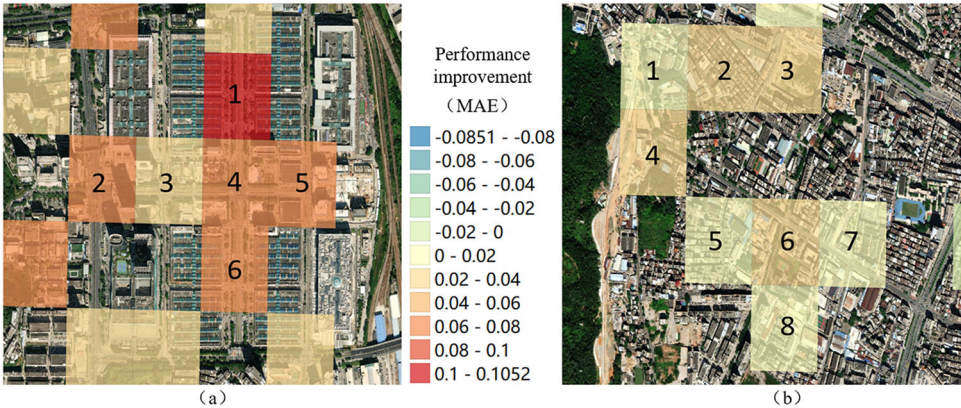 1
2
3
4
5
6
(a)
Performance
improvement
（MAE）
-0.0851 - -0.08
-0.08 - -0.06
-0.06 - -0.04
-0.04 - -0.02
-0.02 - 0
0 - 0.02
0.02 - 0.04
0.04 - 0.06
0.06 - 0.08
0.08 - 0.1
0.1 - 0.1052
1
2
3
4
5
6
7
8
(b)